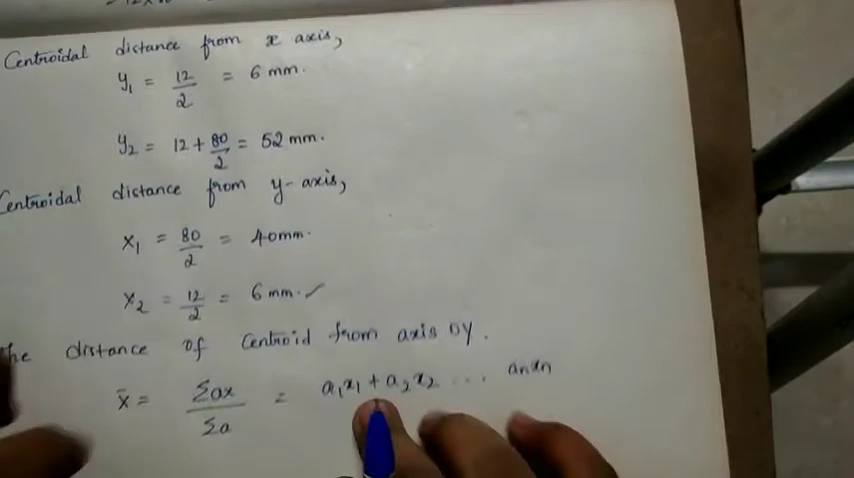 Centroidal distance from x axis,
y₁ = 12/2 = 6 mm.
y₂ = 12 + 80/2 = 52 mm.
Centroidal distance from y-axis,
x₁ = 80/2 = 40mm.
x₂ = 12/2 = 6 mm. ✓
The distance of Centroid from axis OY.
x̄ = Σax/Σa = a₁x₁ + a₂x₂ ... anxn